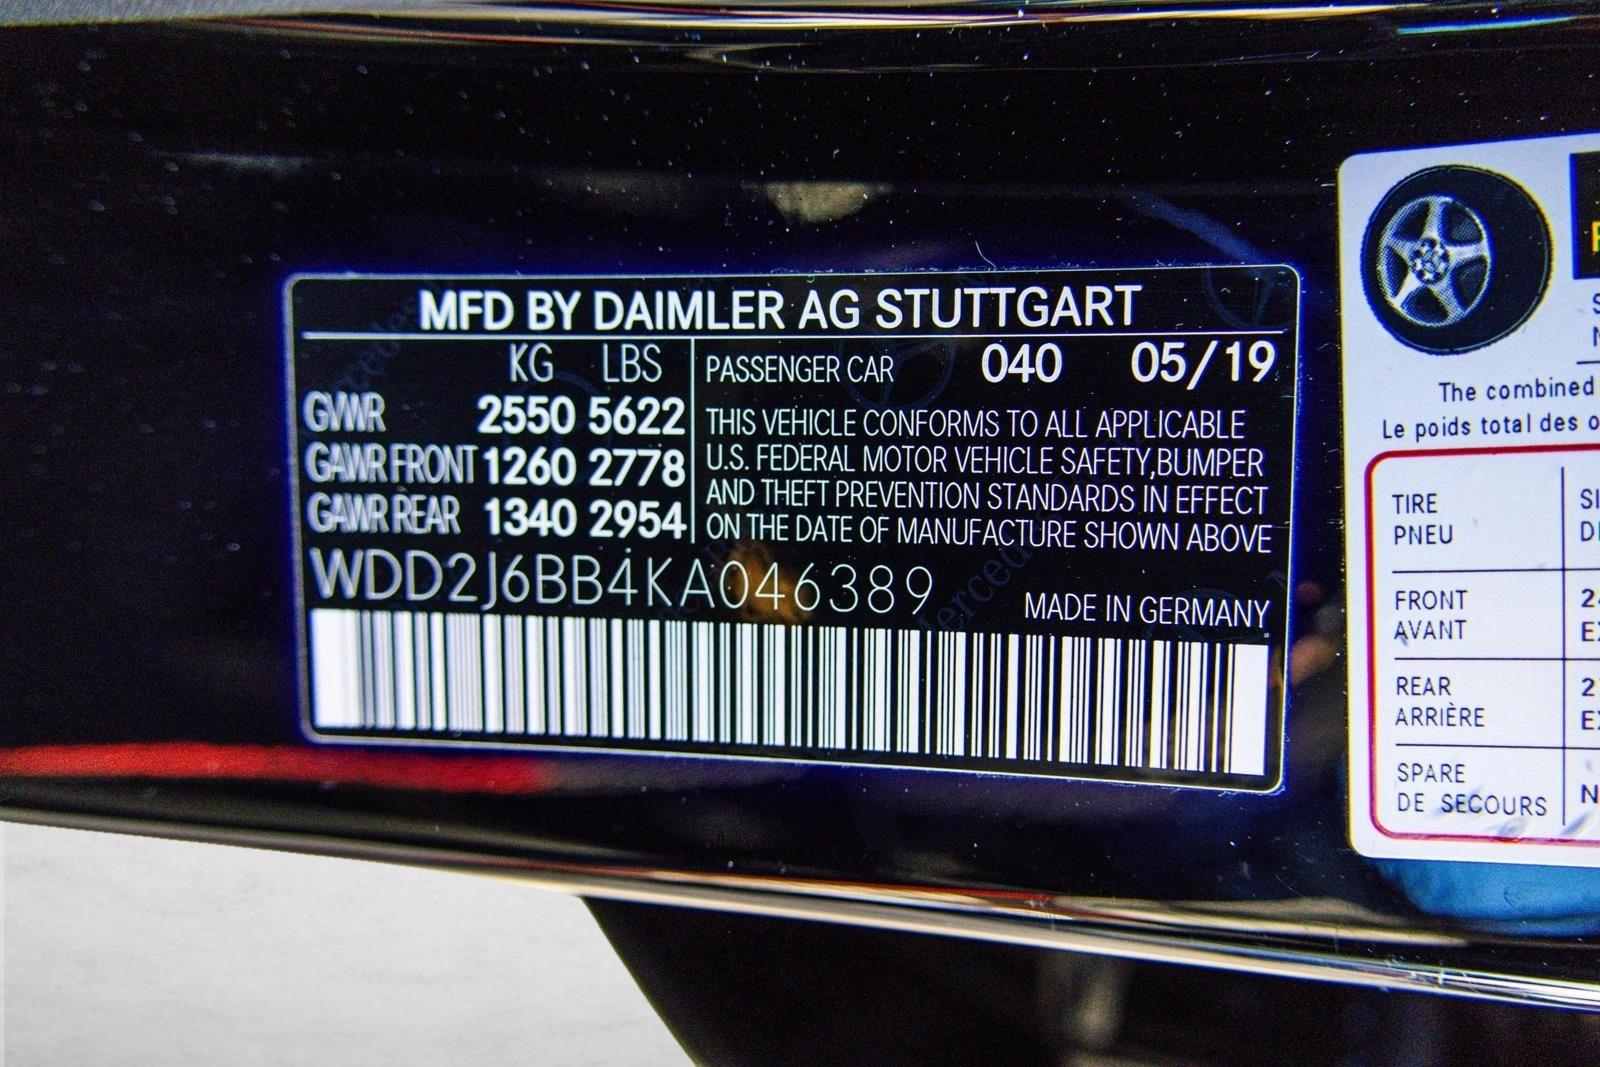 MFD BY DAIMLER AG STUTTGART
KG LBS
GVWR 2550 5622
GAWR FRONT 1260 2778
GAWR REAR 1340 2954
PASSENGER CAR 040 05/19
THIS VEHICLE CONFORMS TO ALL APPLICABLE
U.S. FEDERAL MOTOR VEHICLE SAFETY,BUMPER
AND THEFT PREVENTION STANDARDS IN EFFECT
ON THE DATE OF MANUFACTURE SHOWN ABOVE
WDD2J6BB4KA046389
MADE IN GERMANY
The combined
Le poids total des
TIRE
PNEU
FRONT
AVANT
REAR
ARRIÈRE
SPARE
DE SECOURS